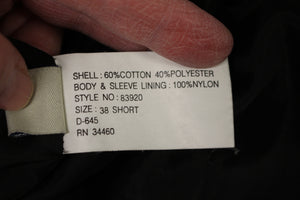 SHELL : 60%COTTON 40%POLYESTER
BODY & SLEEVE LINING : 100%NYLON
STYLE NO : 83920
SIZE : 38 SHORT
D-645
RN 34460